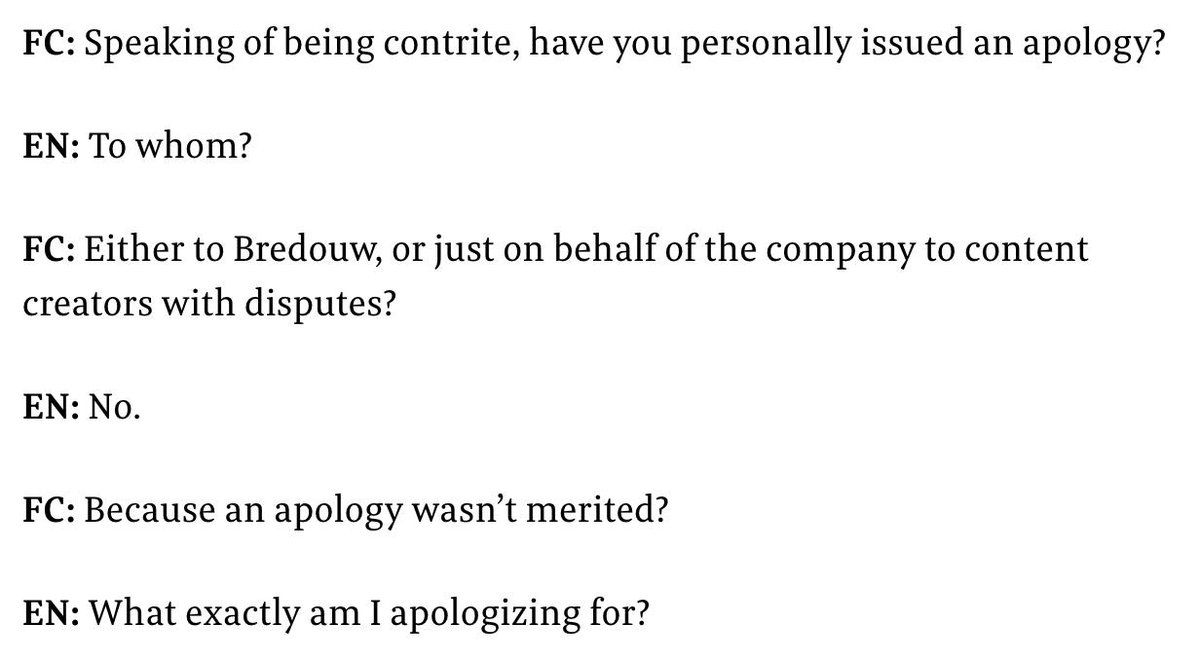 FC: Speaking of being contrite, have you personally issued an apology?
EN: To whom?
FC: Either to Bredouw, or just on behalf of the company to content
creators with disputes?
EN: No.
FC: Because an apology wasn’t merited?
EN: What exactly am I apologizing for?